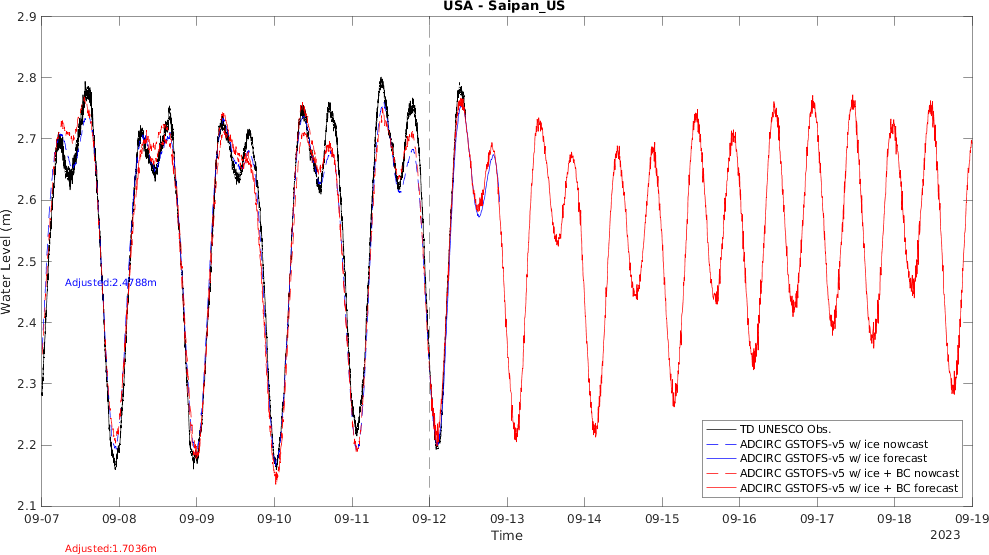 USA - Saipan_US
2.9
2.8
2.7
2.6
2.5
2.4
2.3
2.2
2.1
Water Level (m)
Adjusted:2.4788m
TD UNESCO Obs.
ADCIRC GSTOFS-v5 w/ ice nowcast
ADCIRC GSTOFS-v5 w/ ice forecast
ADCIRC GSTOFS-v5 w/ ice + BC nowcast
ADCIRC GSTOFS-v5 w/ ice + BC forecast
09-07 09-08 09-09 09-10 09-11 09-12 09-13 09-14 09-15 09-16 09-17 09-18 09-19
Time
2023
Adjusted:1.7036m